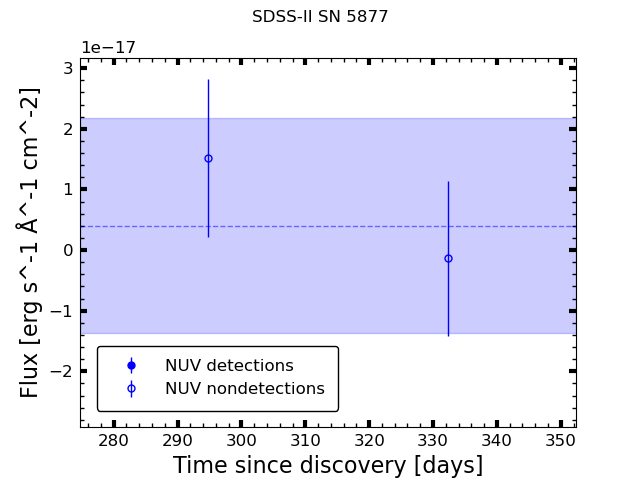 SDSS-II SN 5877
1e−17
3
2
1
0
−1
−2
Flux [erg s^-1 Å^-1 cm^-2]
NUV detections
NUV nondetections
280 290 300 310 320 330 340 350
Time since discovery [days]